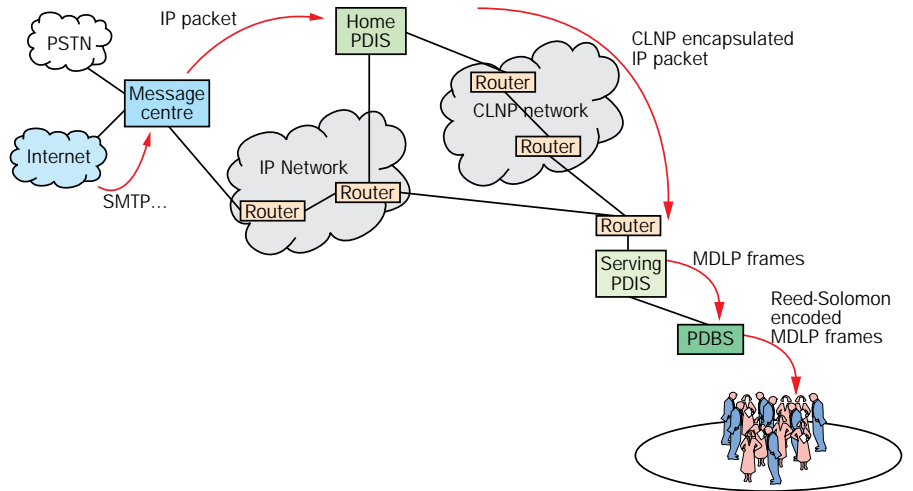 IP packet
Home
PDIS
CLNP encapsulated
IP packet
PSTN
Message
centre
Router
CLNP network
Router
Internet
IP Network
SMTP...
Router
Router
Router
Serving
PDIS
MDLP frames
Reed-Solomon
encoded
MDLP frames
PDBS